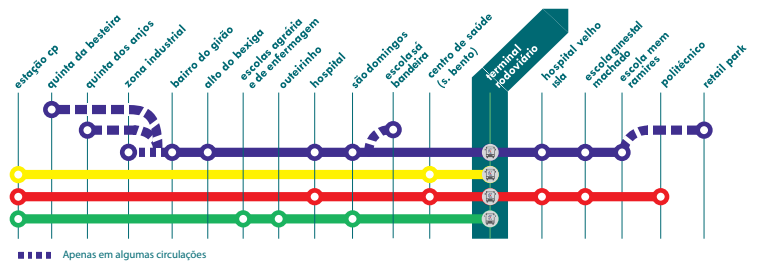 estação cp
quinta da besteira
quinta dos anjos
zona industrial
bairro do girão
alto do bexiga
escolas agrária
e de enfermagem
outeirinho
hospital
são domingos
escola sá
bandeira
centro de saúde
(s. bento)
terminal
rodoviário
hospital velho
isla
escola ginestal
machado
escola mem
ramires
politécnico
retail park
Apenas em algumas circulações